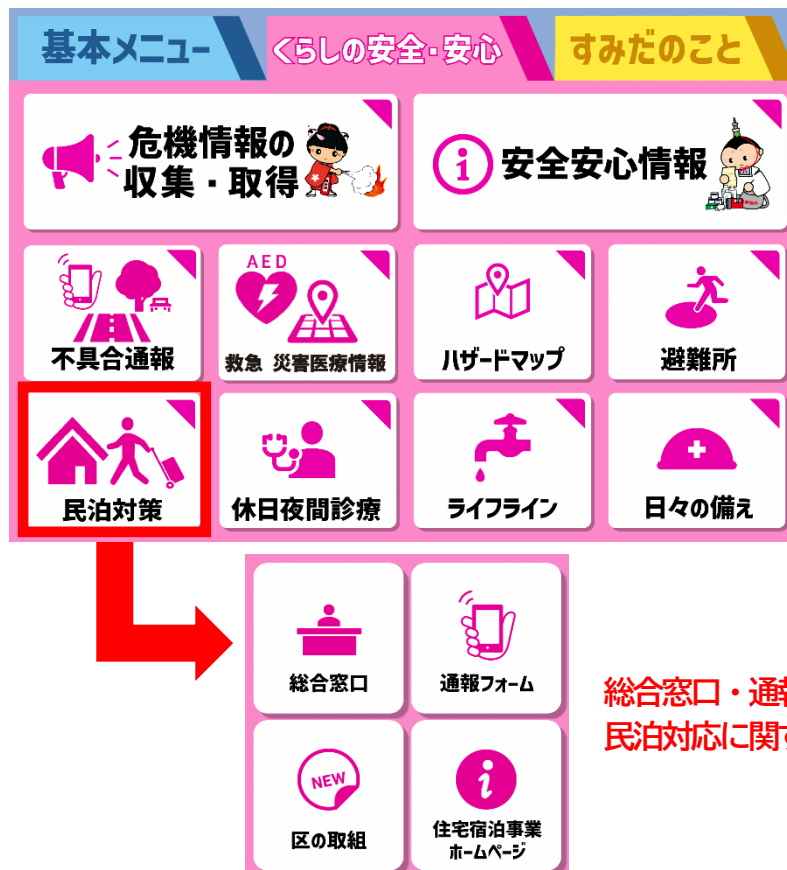 基本メニュー
くらしの安全・安心
すみだのこと
危機情報の
収集・取得
i 安全安心情報
不具合通報
AED
救急 災害医療情報
ハザードマップ
避難所
民泊対策
休日夜間診療
ライフライン
日々の備え
総合窓口
通報フォーム
総合窓口・通
民泊対応に関
NEW
区の取組
i
住宅宿泊事業
ホームページ